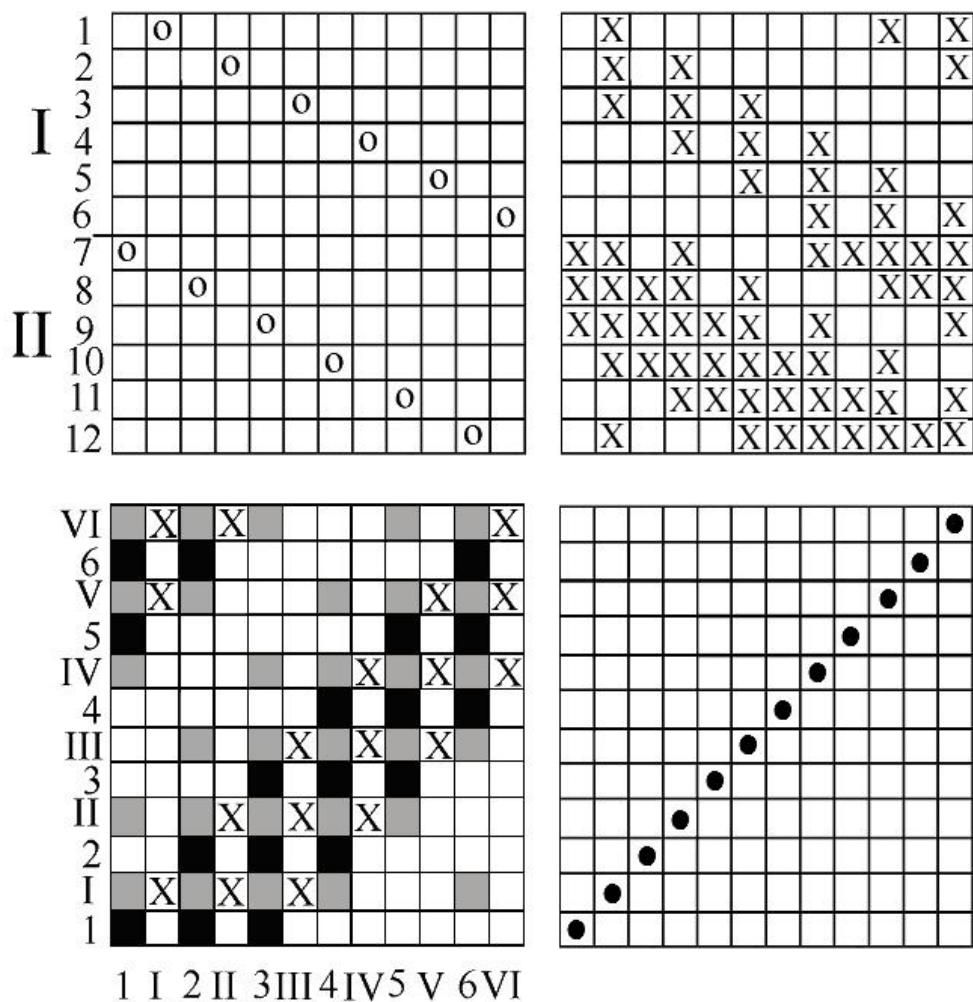 1 o X X X
2 o X X X
3 o X X X
I
4 o X X X
5 o X X X
6 o X X X
7 o X X X X X X X X
8 o X X X X X X X X
II
9 o X X X X X X X X
10 o X X X X X X X X
11 o X X X X X X X X
12 o X X X X X X X X
VI X X X
6
V X X X
5
IV X X X
4
III X X X
3
II X X X
2
I X X X
1
1 I 2 II 3 III 4 IV 5 V 6 VI